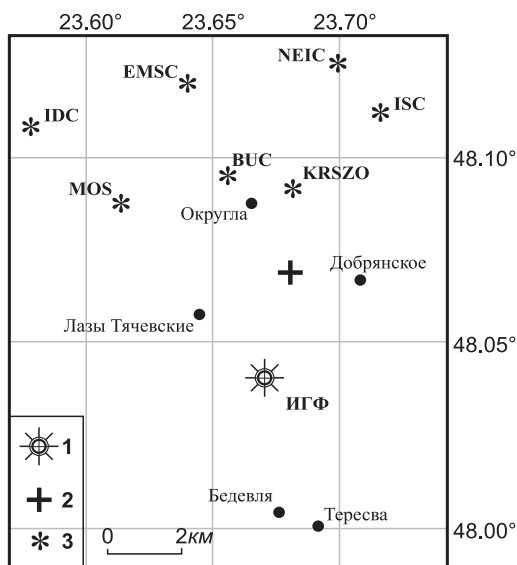 23.60° 23.65° 23.70°
NEIC
EMSC
ISC
IDC
48.10°
BUC
KRSZO
MOS
Округла
Добрянское
Лазы Тячевские
48.05°
ИГФ
1
2
Бедевля
Тересва
3
0 2км
48.00°